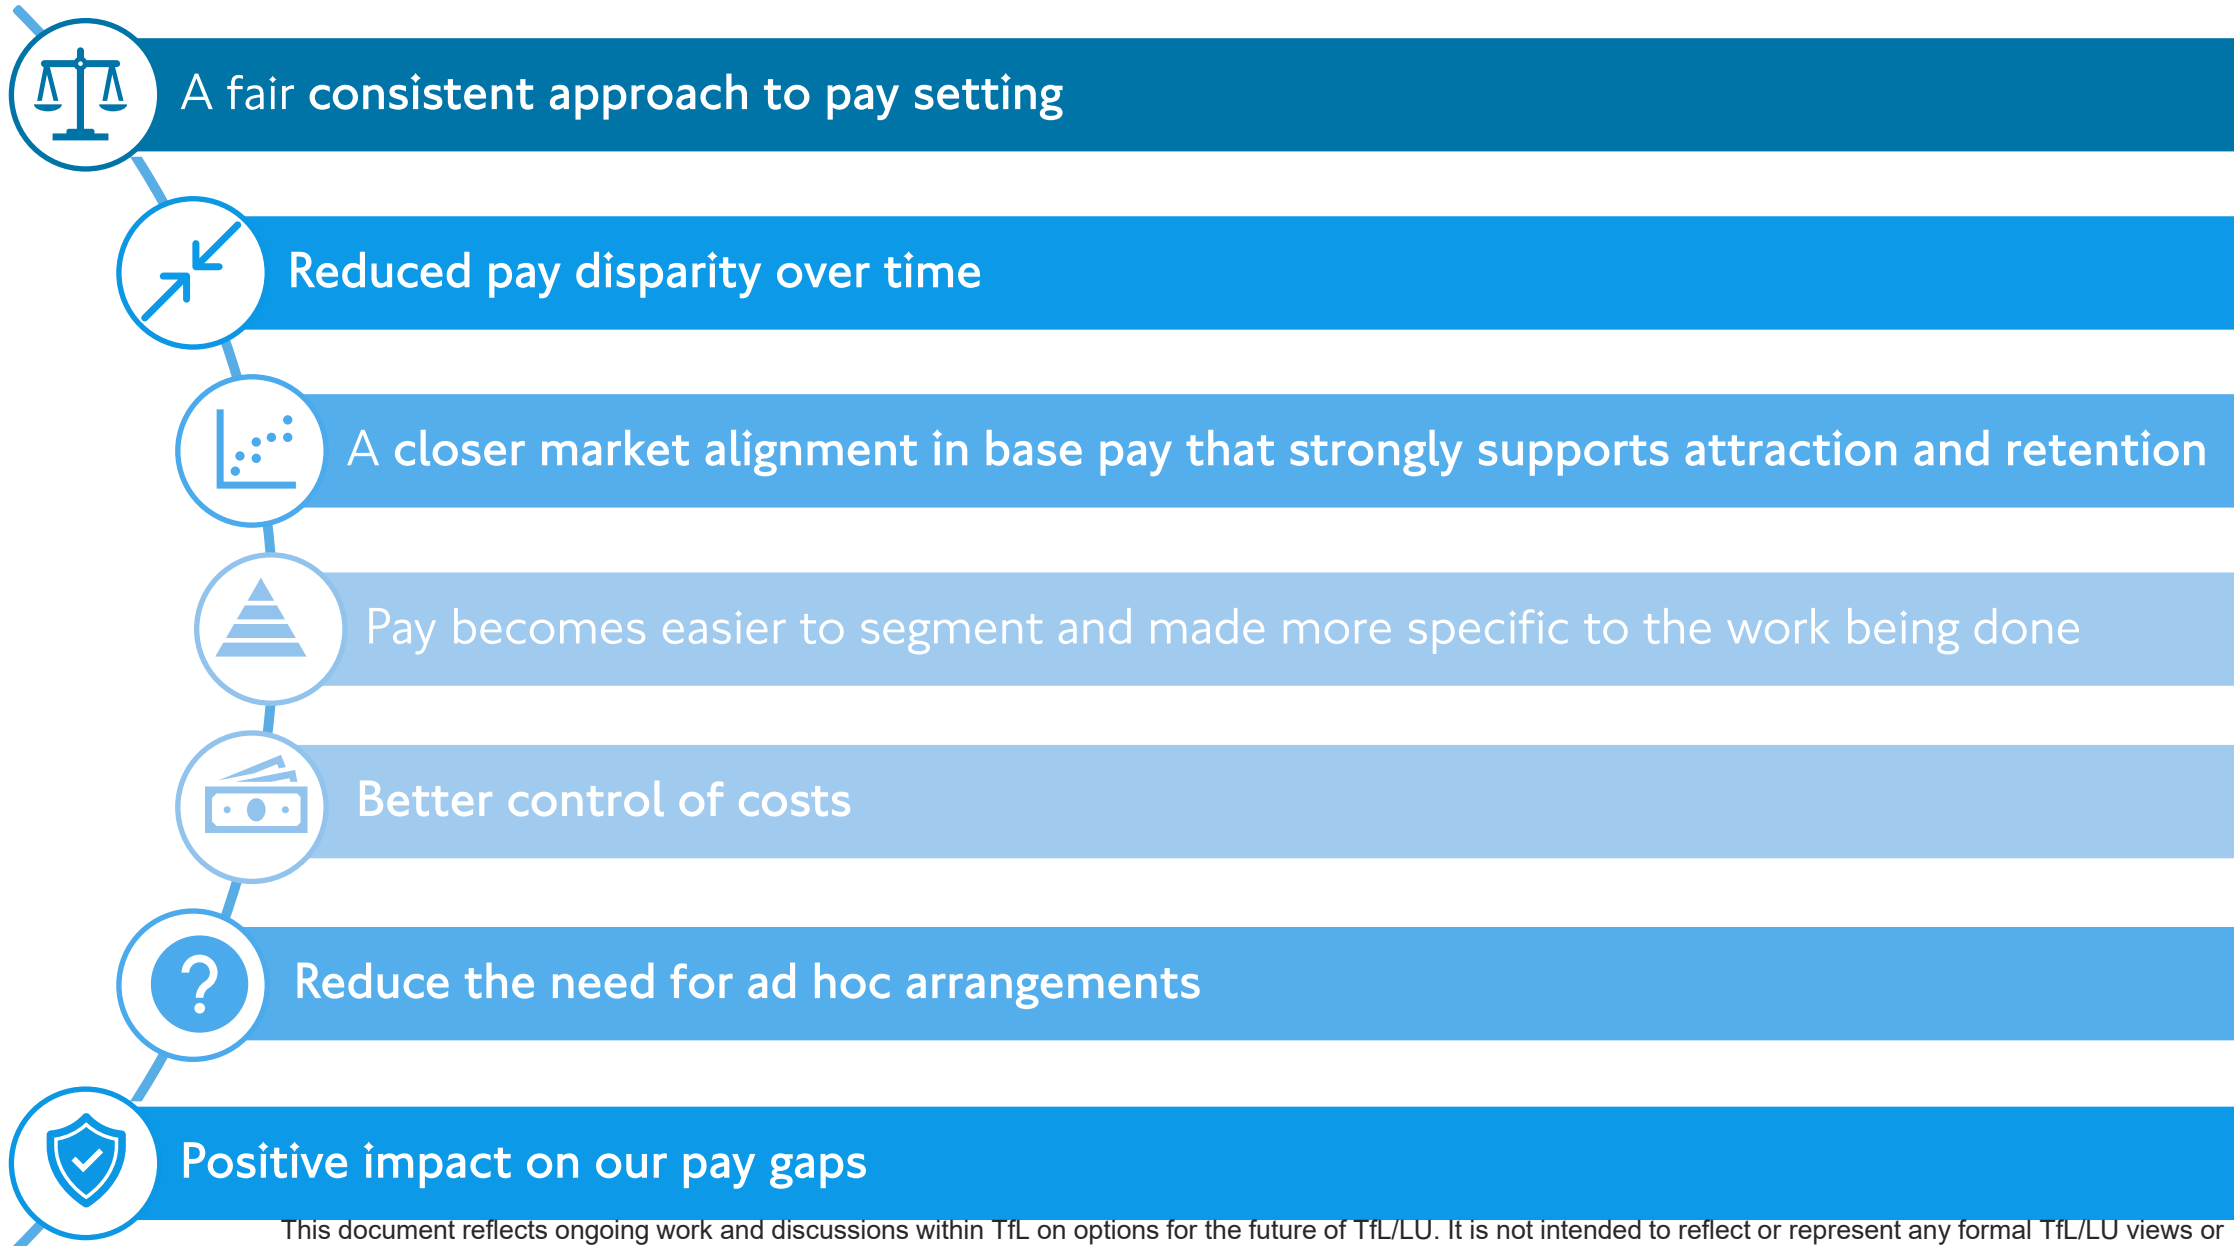 A fair consistent approach to pay setting
Reduced pay disparity over time
A closer market alignment in base pay that strongly supports attraction and retention
Pay becomes easier to segment and made more specific to the work being done
Better control of costs
?
Reduce the need for ad hoc arrangements
Positive impact on our pay gaps
This document reflects ongoing work and discussions within TfL on options for the future of TfL/LU. It is not intended to reflect or represent any formal TfL/LU views or